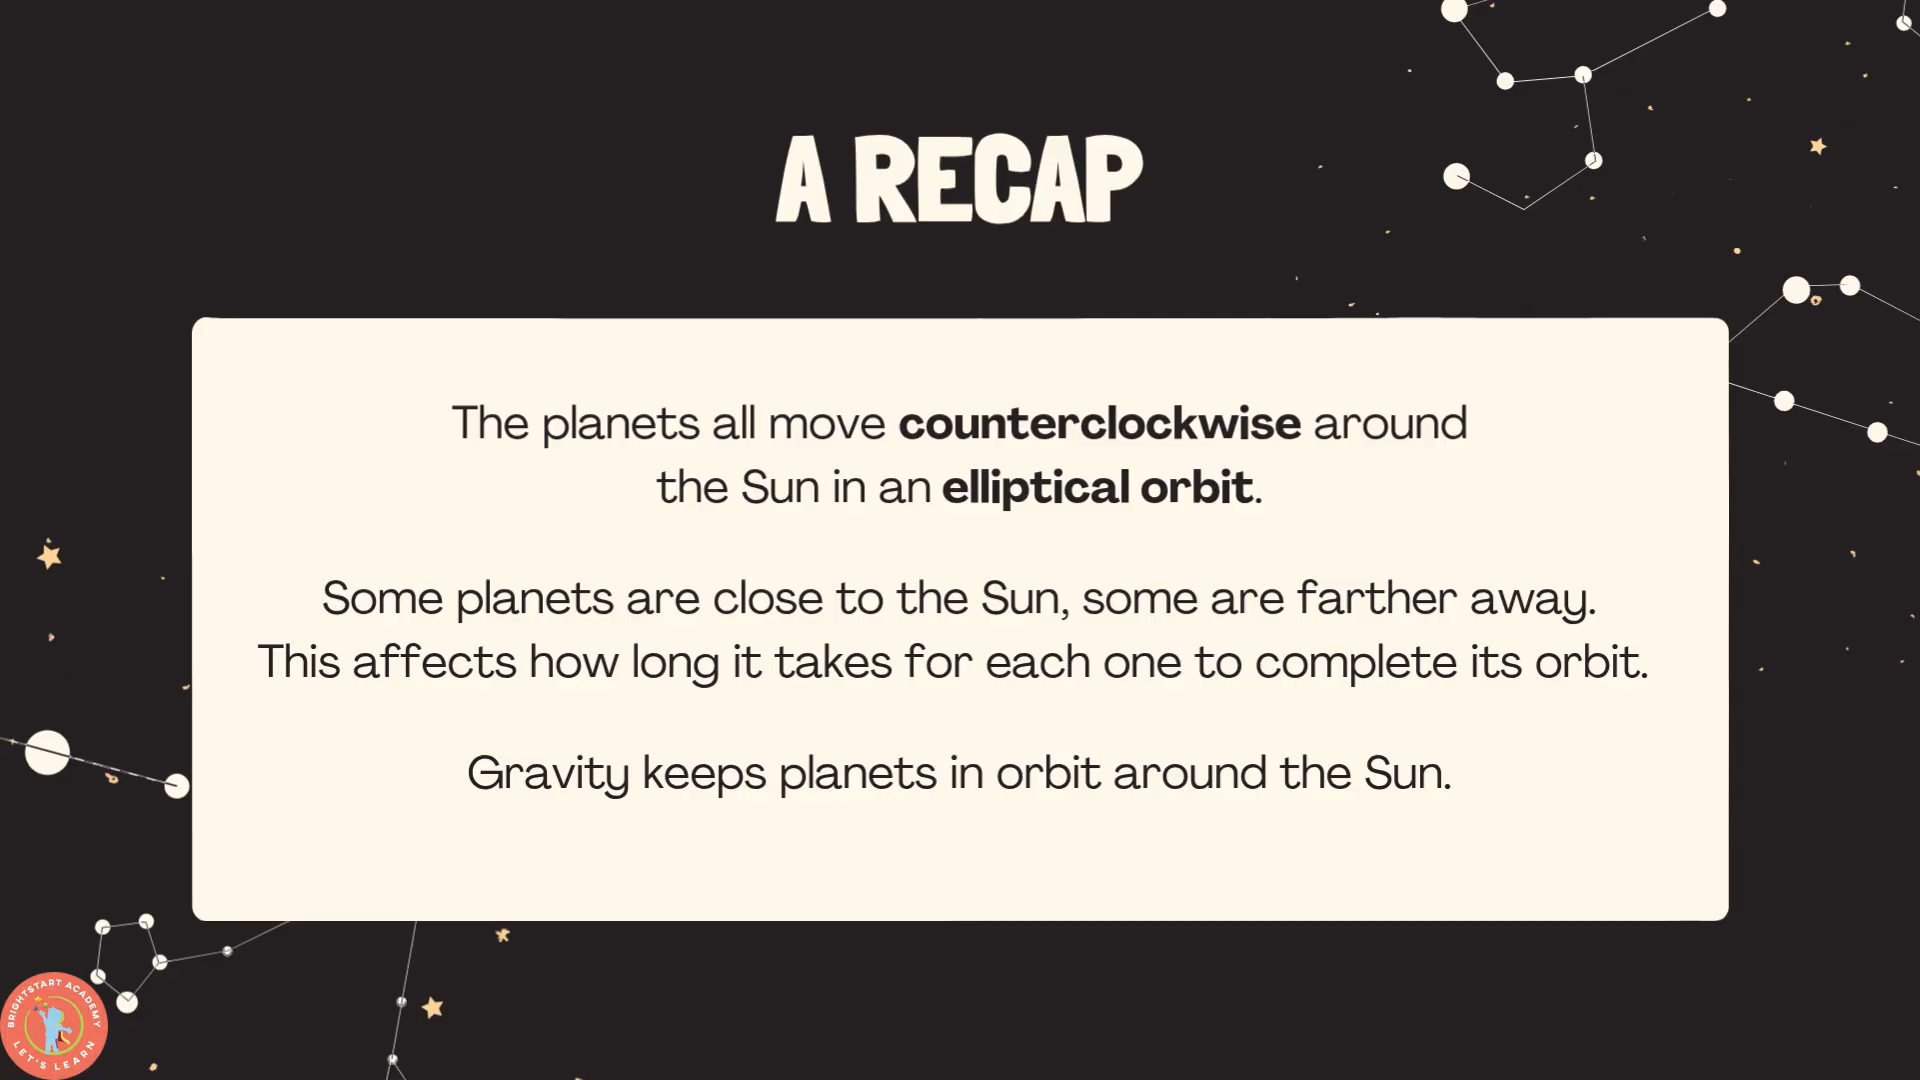 A RECAP
The planets all move counterclockwise around
the Sun in an elliptical orbit.
Some planets are close to the Sun, some are farther away.
This affects how long it takes for each one to complete its orbit.
Gravity keeps planets in orbit around the Sun.
BRIGHTSTART ACADEMY
LET'S LEARN